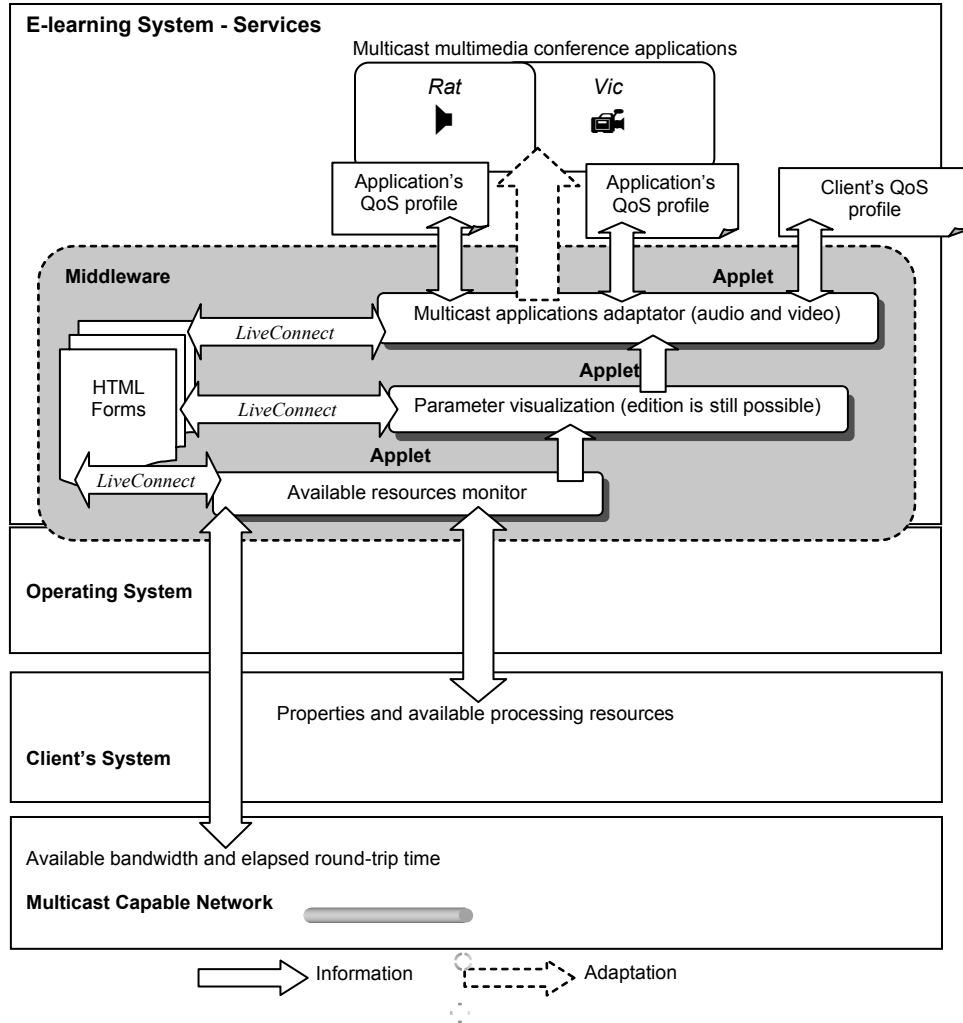 E-learning System - Services
Multicast multimedia conference applications
Rat
Vic
Application's
QoS profile
Application's
QoS profile
Client's QoS
profile
Middleware
Applet
Multicast applications adaptator (audio and video)
LiveConnect
Applet
HTML
Forms
LiveConnect
Parameter visualization (edition is still possible)
Applet
LiveConnect
Available resources monitor
Operating System
Properties and available processing resources
Client's System
Available bandwidth and elapsed round-trip time
Multicast Capable Network
Information
Adaptation